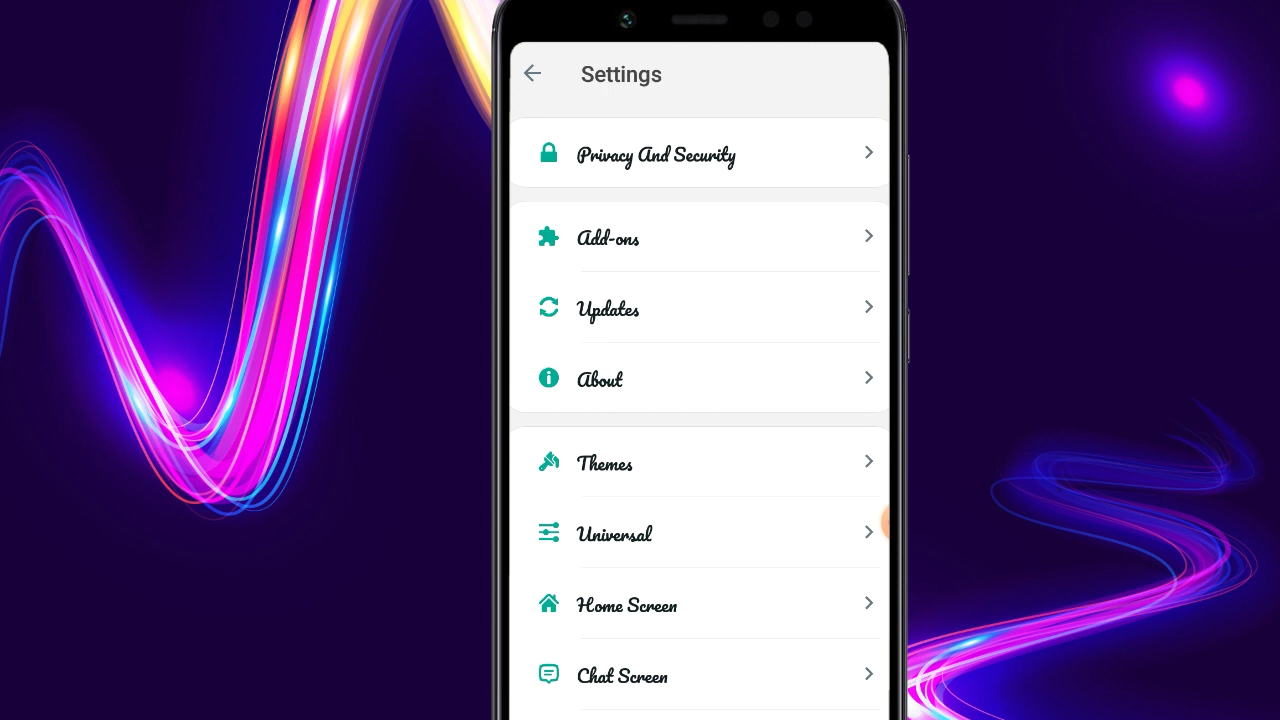 Settings
Privacy And Security
Add-ons
Updates
About
Themes
Universal
Home Screen
Chat Screen